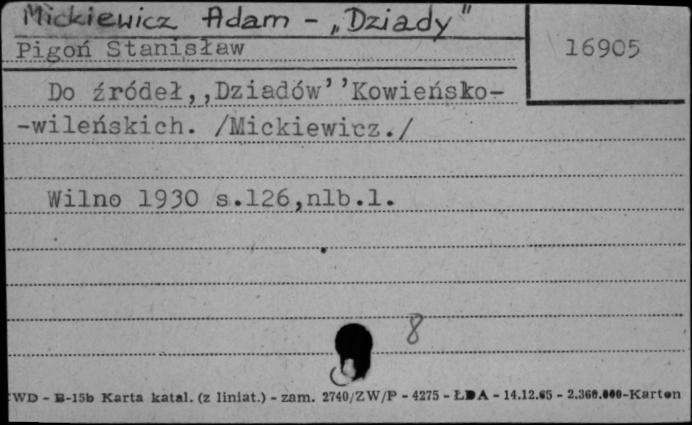 Mickiewicz Adam - „Dziady"
Pigoń Stanisław
16905
Do źródeł,,Dziadów’’Kowieńsko-
-wileńskich. /Mickiewicz./
Wilno 1930 s.126,nlb.1.
8
WD - B-15b Karta katal. (z liniat.) - zam. 2740/ZW/P - 4275 - ŁDA - 14.12.65 - 2.360.000-Karton